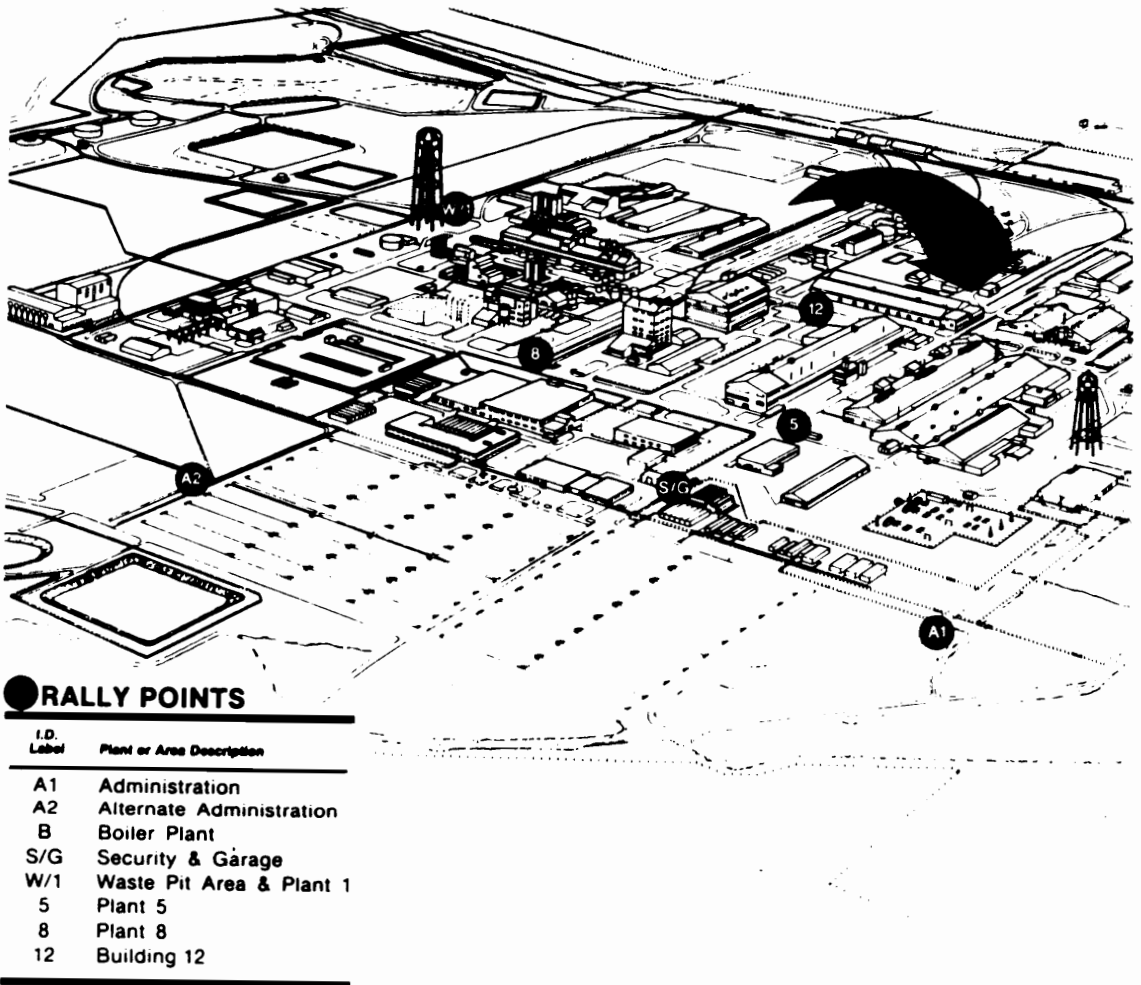 W/1
12
8
5
A2
S/G
A1
RALLY POINTS
I.D.
Label Plant or Area Description
A1 Administration
A2 Alternate Administration
B Boiler Plant
S/G Security & Garage
W/1 Waste Pit Area & Plant 1
5 Plant 5
8 Plant 8
12 Building 12